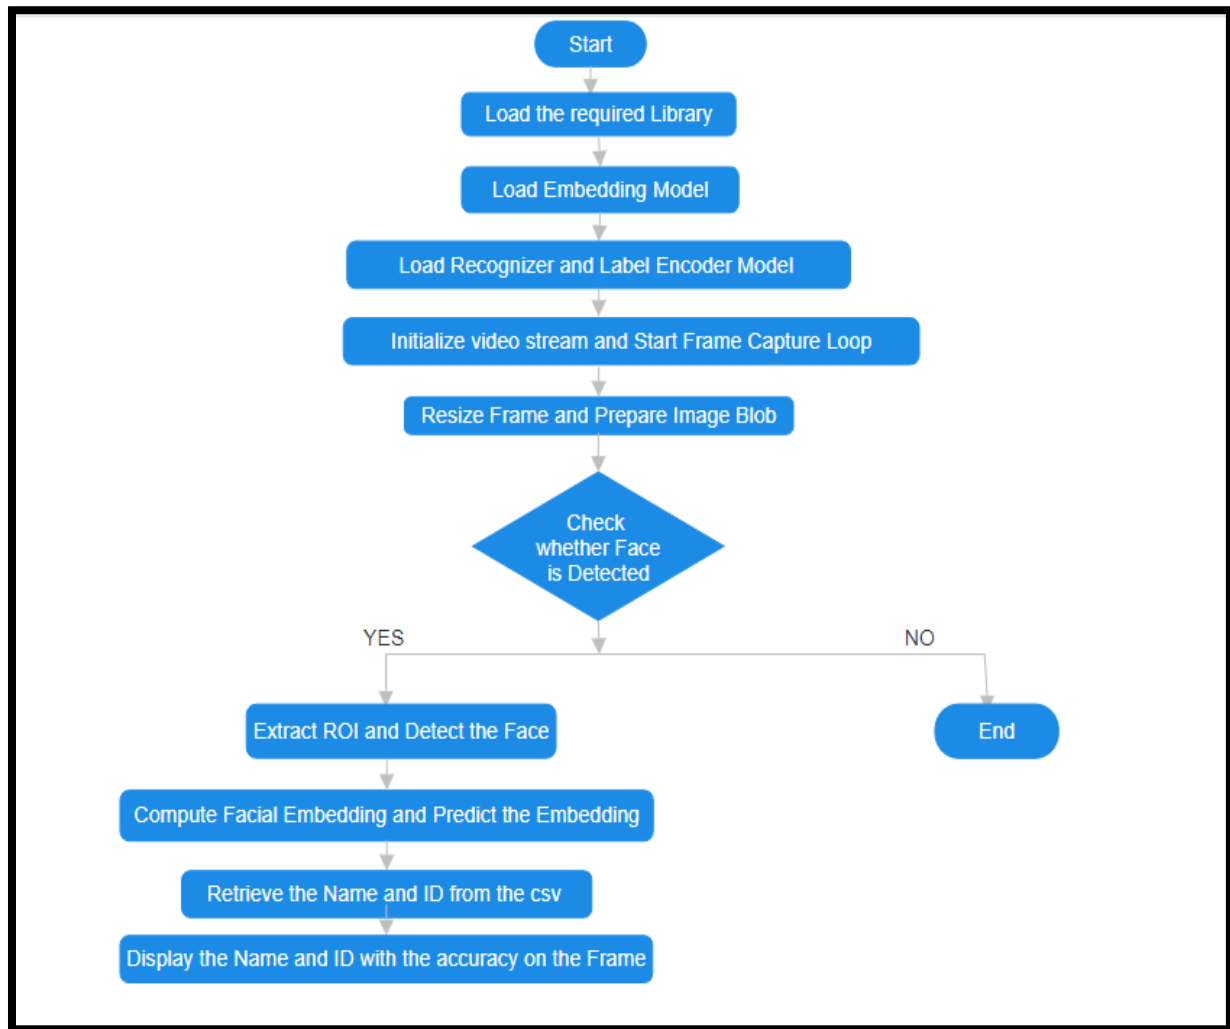 Start
Load the required Library
Load Embedding Model
Load Recognizer and Label Encoder Model
Initialize video stream and Start Frame Capture Loop
Resize Frame and Prepare Image Blob
Check
whether Face
is Detected
YES
NO
Extract ROI and Detect the Face
End
Compute Facial Embedding and Predict the Embedding
Retrieve the Name and ID from the csv
Display the Name and ID with the accuracy on the Frame